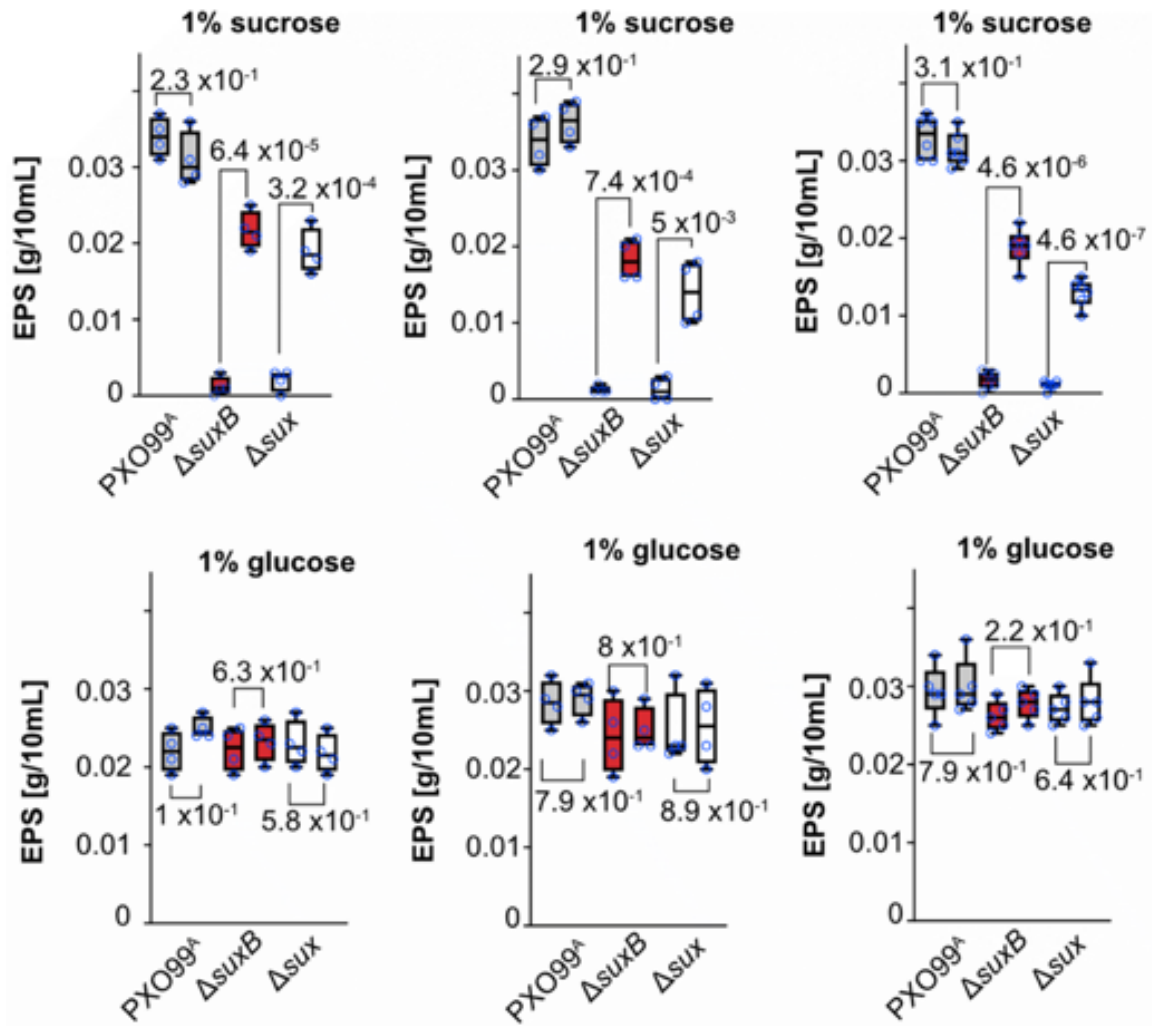 1% sucrose
2.3 x10⁻¹
6.4 x10⁻⁵
3.2 x10⁻⁴
EPS [g/10mL]
0.03
0.02
0.01
0
PXO99ᴬ
ΔsuxB
Δsux
1% sucrose
2.9 x10⁻¹
7.4 x10⁻⁴
5 x10⁻³
EPS [g/10mL]
0.03
0.02
0.01
0
PXO99ᴬ
ΔsuxB
Δsux
1% sucrose
3.1 x10⁻¹
4.6 x10⁻⁶
4.6 x10⁻⁷
EPS [g/10mL]
0.03
0.02
0.01
0
PXO99ᴬ
ΔsuxB
Δsux
1% glucose
6.3 x10⁻¹
1 x10⁻¹
5.8 x10⁻¹
EPS [g/10mL]
0.03
0.02
0.01
0
PXO99ᴬ
ΔsuxB
Δsux
1% glucose
8 x10⁻¹
7.9 x10⁻¹
8.9 x10⁻¹
EPS [g/10mL]
0.03
0.02
0.01
0
PXO99ᴬ
ΔsuxB
Δsux
1% glucose
2.2 x10⁻¹
7.9 x10⁻¹
6.4 x10⁻¹
EPS [g/10mL]
0.03
0.02
0.01
0
PXO99ᴬ
ΔsuxB
Δsux